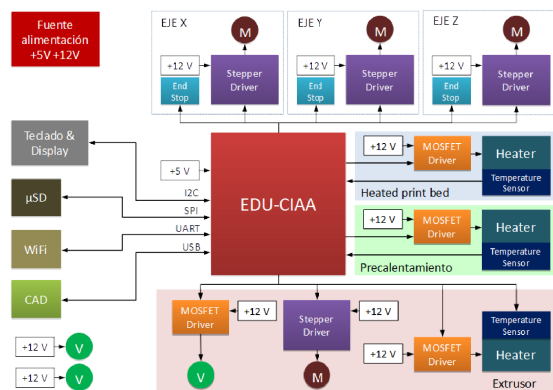 Fuente
alimentación
+5V +12V
EJE X
M
+12 V
End
Stop
Stepper
Driver
EJE Y
M
+12 V
End
Stop
Stepper
Driver
EJE Z
M
+12 V
End
Stop
Stepper
Driver
Teclado &
Display
µSD
WiFi
CAD
+5 V
I2C
SPI
UART
USB
EDU-CIAA
+12 V
MOSFET
Driver
Heater
Temperature
Sensor
Heated print bed
+12 V
MOSFET
Driver
Heater
Temperature
Sensor
Precalentamiento
MOSFET
Driver
+12 V
V
Stepper
Driver
+12 V
M
+12 V
MOSFET
Driver
Temperature
Sensor
Heater
Extrusor
+12 V
V
+12 V
V